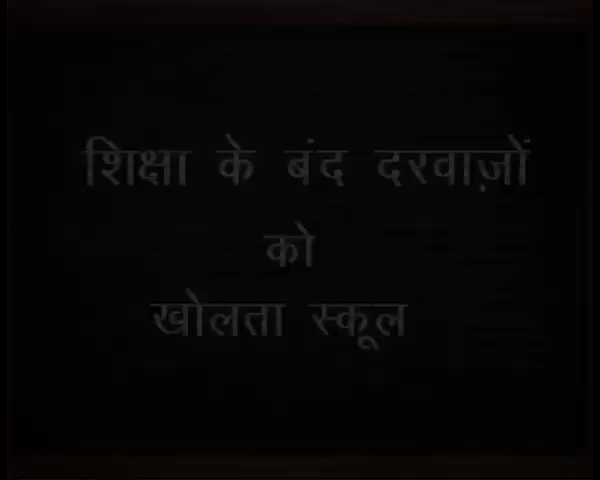 शिक्षा के बंद दरवाज़ों
को
खोलता स्कूल